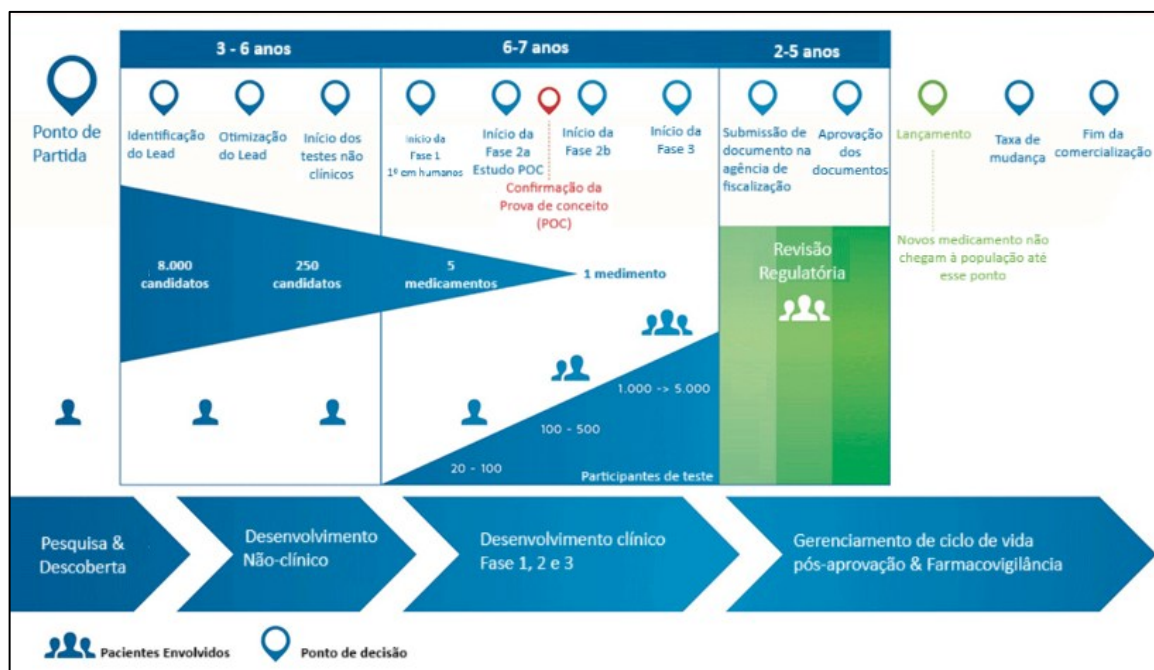 3 - 6 anos
6-7 anos
2-5 anos
Ponto de
Partida
Identificação
do Lead
Otimização
do Lead
Início dos
testes não
clínicos
Início da
Fase 1
1º em humanos
Início da
Fase 2a
Estudo POC
Início da
Fase 2b
Início da
Fase 3
Submissão de
documento na
agência de
fiscalização
Aprovação
dos
documentos
Lançamento
Taxa de
mudança
Fim da
comercialização
Confirmação da
Prova de conceito
(POC)
8.000
candidatos
250
candidatos
5
medicamentos
1 medimento
Revisão
Regulatória
Novos medicamento não
chegam à população até
esse ponto
1.000 -> 5.000
100 - 500
20 - 100
Participantes de teste
Pesquisa &
Descoberta
Desenvolvimento
Não-clínico
Desenvolvimento clínico
Fase 1, 2 e 3
Gerenciamento de ciclo de vida
pós-aprovação & Farmacovigilância
Pacientes Envolvidos
Ponto de decisão